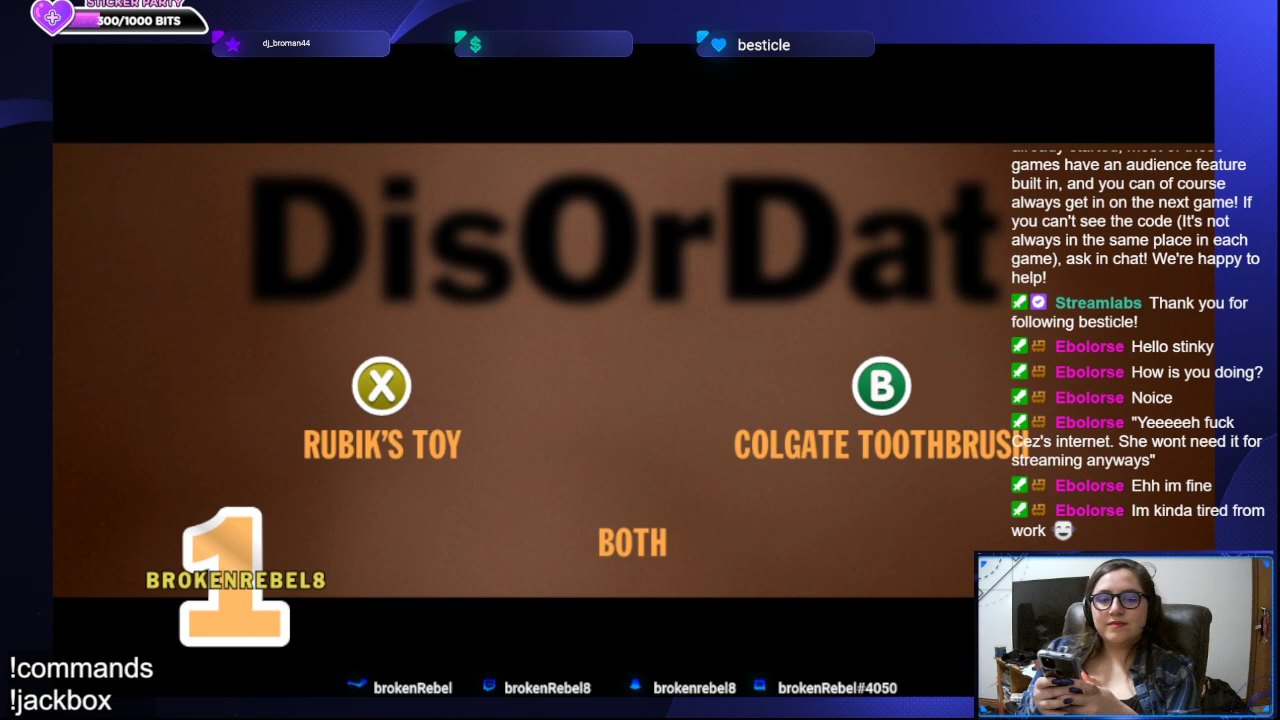 STICKER PARTY
300/1000 BITS
dj_broman44
$
besticle
DisOrDat
X
B
RUBIK'S TOY
COLGATE TOOTHBRUSH
BOTH
1
BROKENREBEL8
games have an audience feature
built in, and you can of course
always get in on the next game! If
you can't see the code (It's not
always in the same place in each
game), ask in chat! We're happy to
help!
Streamlabs Thank you for
following besticle!
Ebolorse Hello stinky
Ebolorse How is you doing?
Ebolorse Noice
Ebolorse "Yeeeeeh fuck
Cez's internet. She wont need it for
streaming anyways"
Ebolorse Ehh im fine
Ebolorse Im kinda tired from
work
!commands
!jackbox
brokenRebel
brokenRebel8
brokenrebel8
brokenRebel#4050